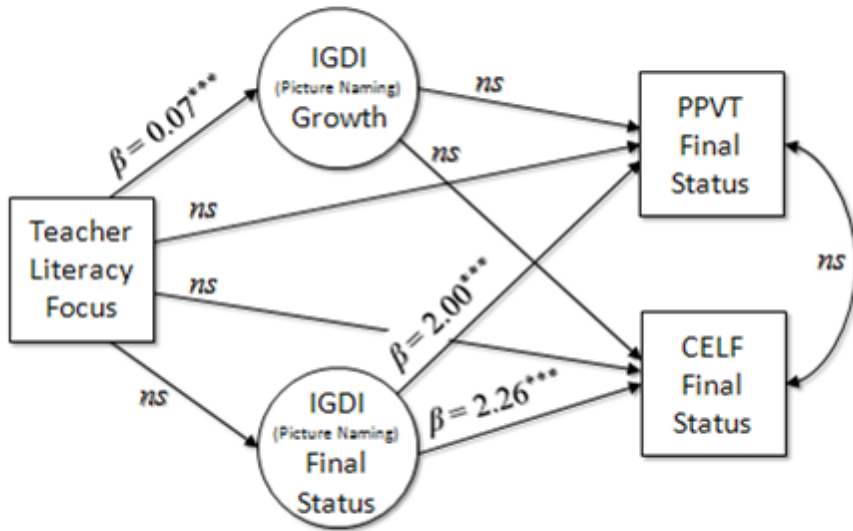 IGDI
(Picture Naming)
Growth
β = 0.07***
ns
ns
PPVT
Final
Status
Teacher
Literacy
Focus
ns
ns
ns
ns
β = 2.00***
β = 2.26***
IGDI
(Picture Naming)
Final
Status
CELF
Final
Status